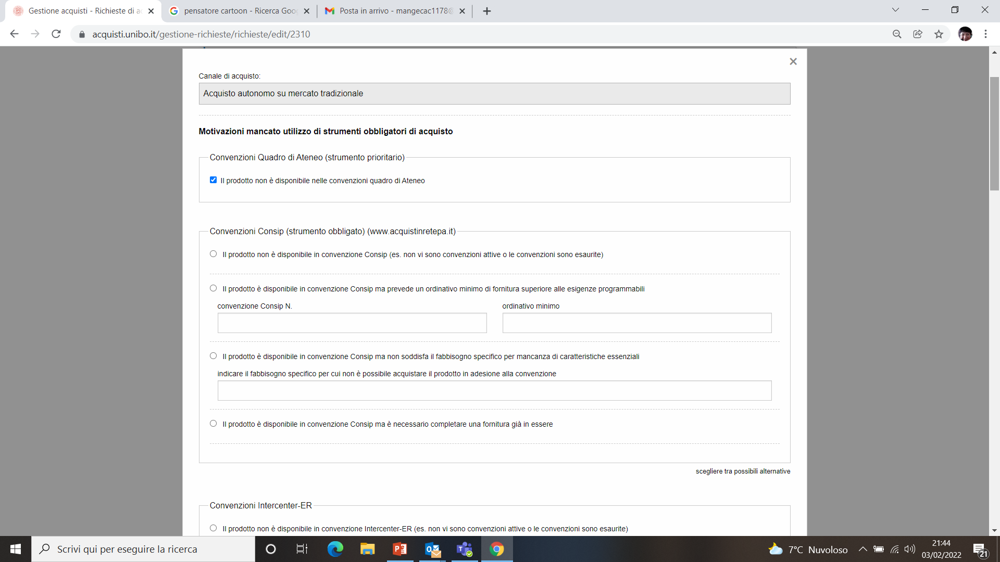 Gestione acquisti - Richieste di a
pensatore cartoon - Ricerca Goo
Posta in arrivo - mangecac1178@
acquisti.unibo.it/gestione-richieste/richieste/edit/2310
Canale di acquisto:
Acquisto autonomo su mercato tradizionale
Motivazioni mancato utilizzo di strumenti obbligatori di acquisto
Convenzioni Quadro di Ateneo (strumento prioritario)
Il prodotto non è disponibile nelle convenzioni quadro di Ateneo
Convenzioni Consip (strumento obbligato) (www.acquistinretepa.it)
Il prodotto non è disponibile in convenzione Consip (es. non vi sono convenzioni attive o le convenzioni sono esaurite)
Il prodotto è disponibile in convenzione Consip ma prevede un ordinativo minimo di fornitura superiore alle esigenze programmabili
convenzione Consip N. ordinativo minimo
Il prodotto è disponibile in convenzione Consip ma non soddisfa il fabbisogno specifico per mancanza di caratteristiche essenziali
indicare il fabbisogno specifico per cui non è possibile acquistare il prodotto in adesione alla convenzione
Il prodotto è disponibile in convenzione Consip ma è necessario completare una fornitura già in essere
scegliere tra possibili alternative
Convenzioni Intercenter-ER
Il prodotto non è disponibile in convenzione Intercenter-ER (es. non vi sono convenzioni attive o le convenzioni sono esaurite)
Scrivi qui per eseguire la ricerca
7°C Nuvoloso
21:44
03/02/2022
21